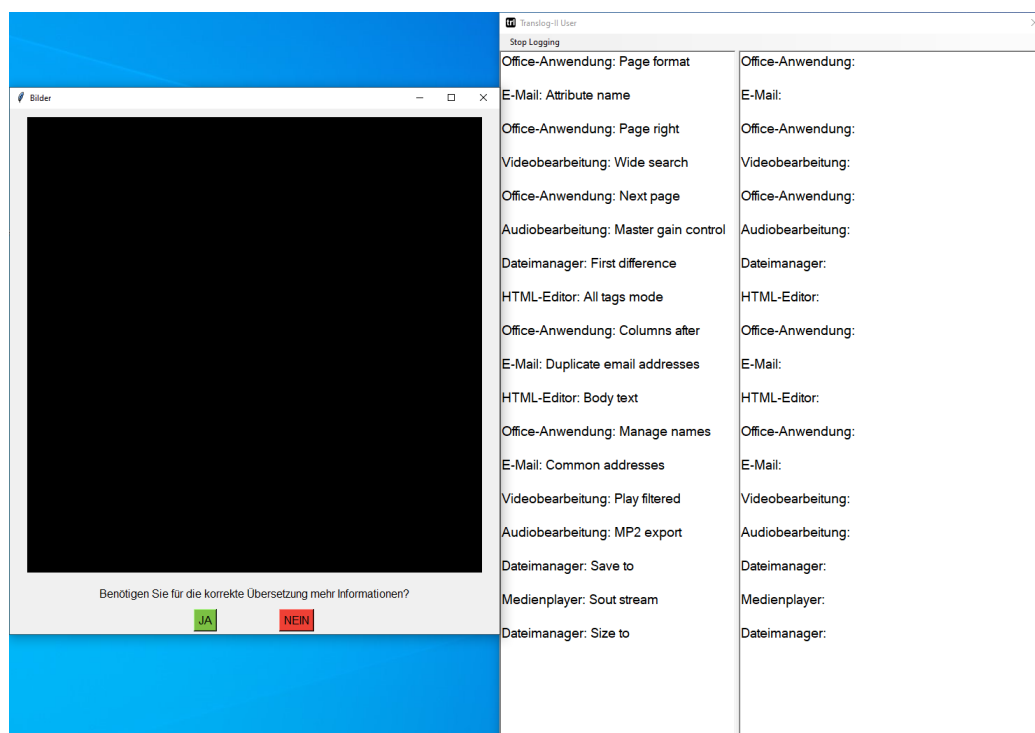 Bilder
Benötigen Sie für die korrekte Übersetzung mehr Informationen?
JA
NEIN
trl Translog-II User
Stop Logging
Office-Anwendung: Page format
E-Mail: Attribute name
Office-Anwendung: Page right
Videobearbeitung: Wide search
Office-Anwendung: Next page
Audiobearbeitung: Master gain control
Dateimanager: First difference
HTML-Editor: All tags mode
Office-Anwendung: Columns after
E-Mail: Duplicate email addresses
HTML-Editor: Body text
Office-Anwendung: Manage names
E-Mail: Common addresses
Videobearbeitung: Play filtered
Audiobearbeitung: MP2 export
Dateimanager: Save to
Medienplayer: Sout stream
Dateimanager: Size to
Office-Anwendung:
E-Mail:
Office-Anwendung:
Videobearbeitung:
Office-Anwendung:
Audiobearbeitung:
Dateimanager:
HTML-Editor:
Office-Anwendung:
E-Mail:
HTML-Editor:
Office-Anwendung:
E-Mail:
Videobearbeitung:
Audiobearbeitung:
Dateimanager:
Medienplayer:
Dateimanager: